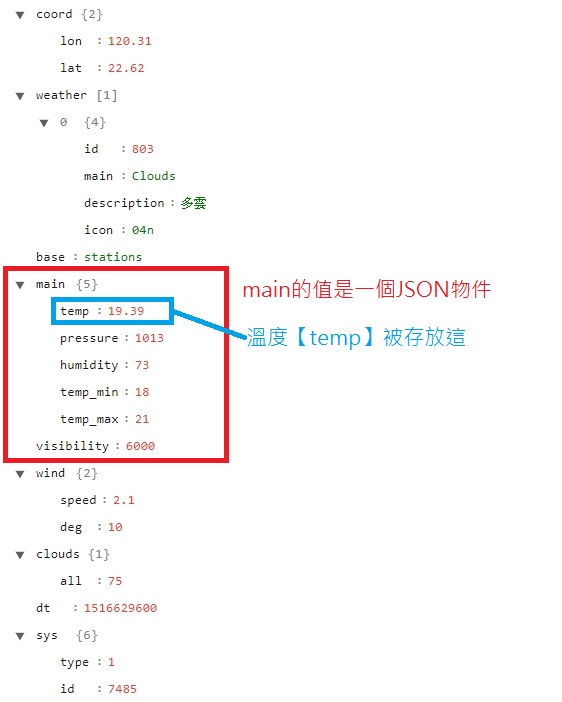 ▼ coord {2}
lon : 120.31
lat : 22.62
▼ weather [1]
▼ 0 {4}
id : 803
main : Clouds
description : 多雲
icon : 04n
base : stations
▼ main {5}
main的值是一個JSON物件
temp : 19.39
溫度【temp】被存放這
pressure : 1013
humidity : 73
temp_min : 18
temp_max : 21
visibility : 6000
▼ wind {2}
speed : 2.1
deg : 10
▼ clouds {1}
all : 75
dt : 1516629600
▼ sys {6}
type : 1
id : 7485